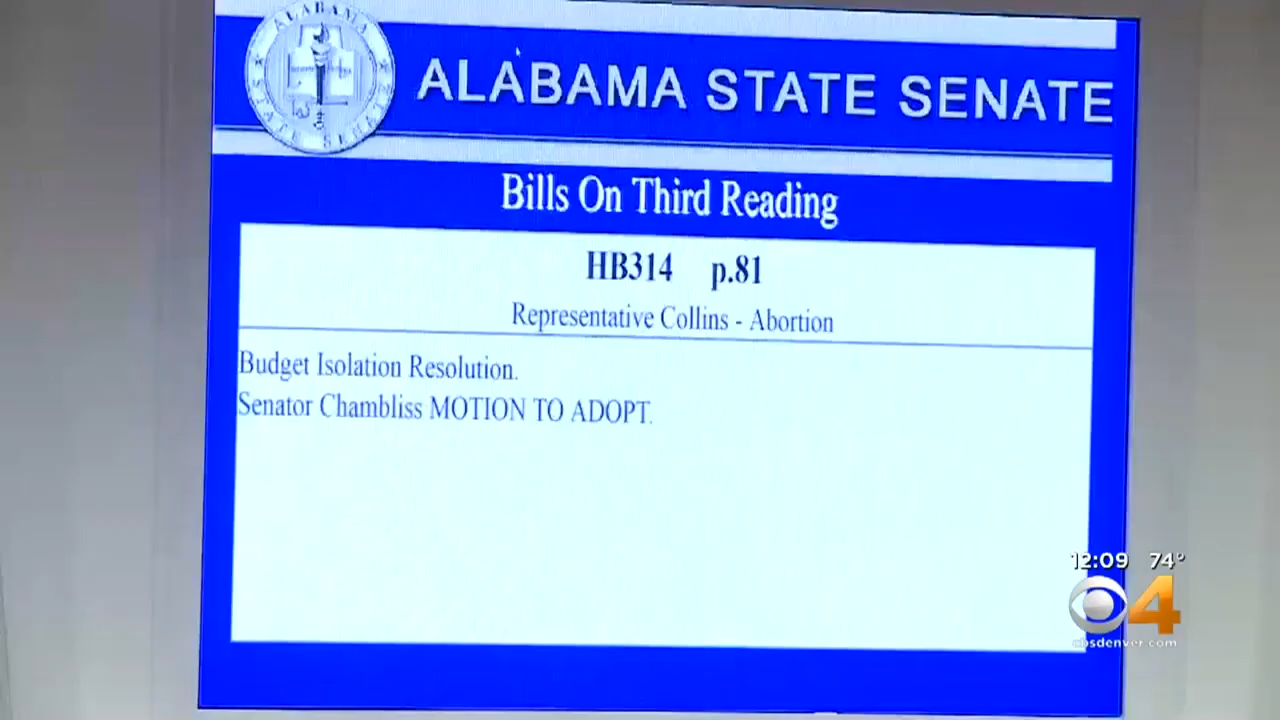 ALABAMA
ALABAMA STATE SENATE
Bills On Third Reading
HB314 p.81
Representative Collins - Abortion
Budget Isolation Resolution.
Senator Chambliss MOTION TO ADOPT.
12:09 74°
4
cbsdenver.com